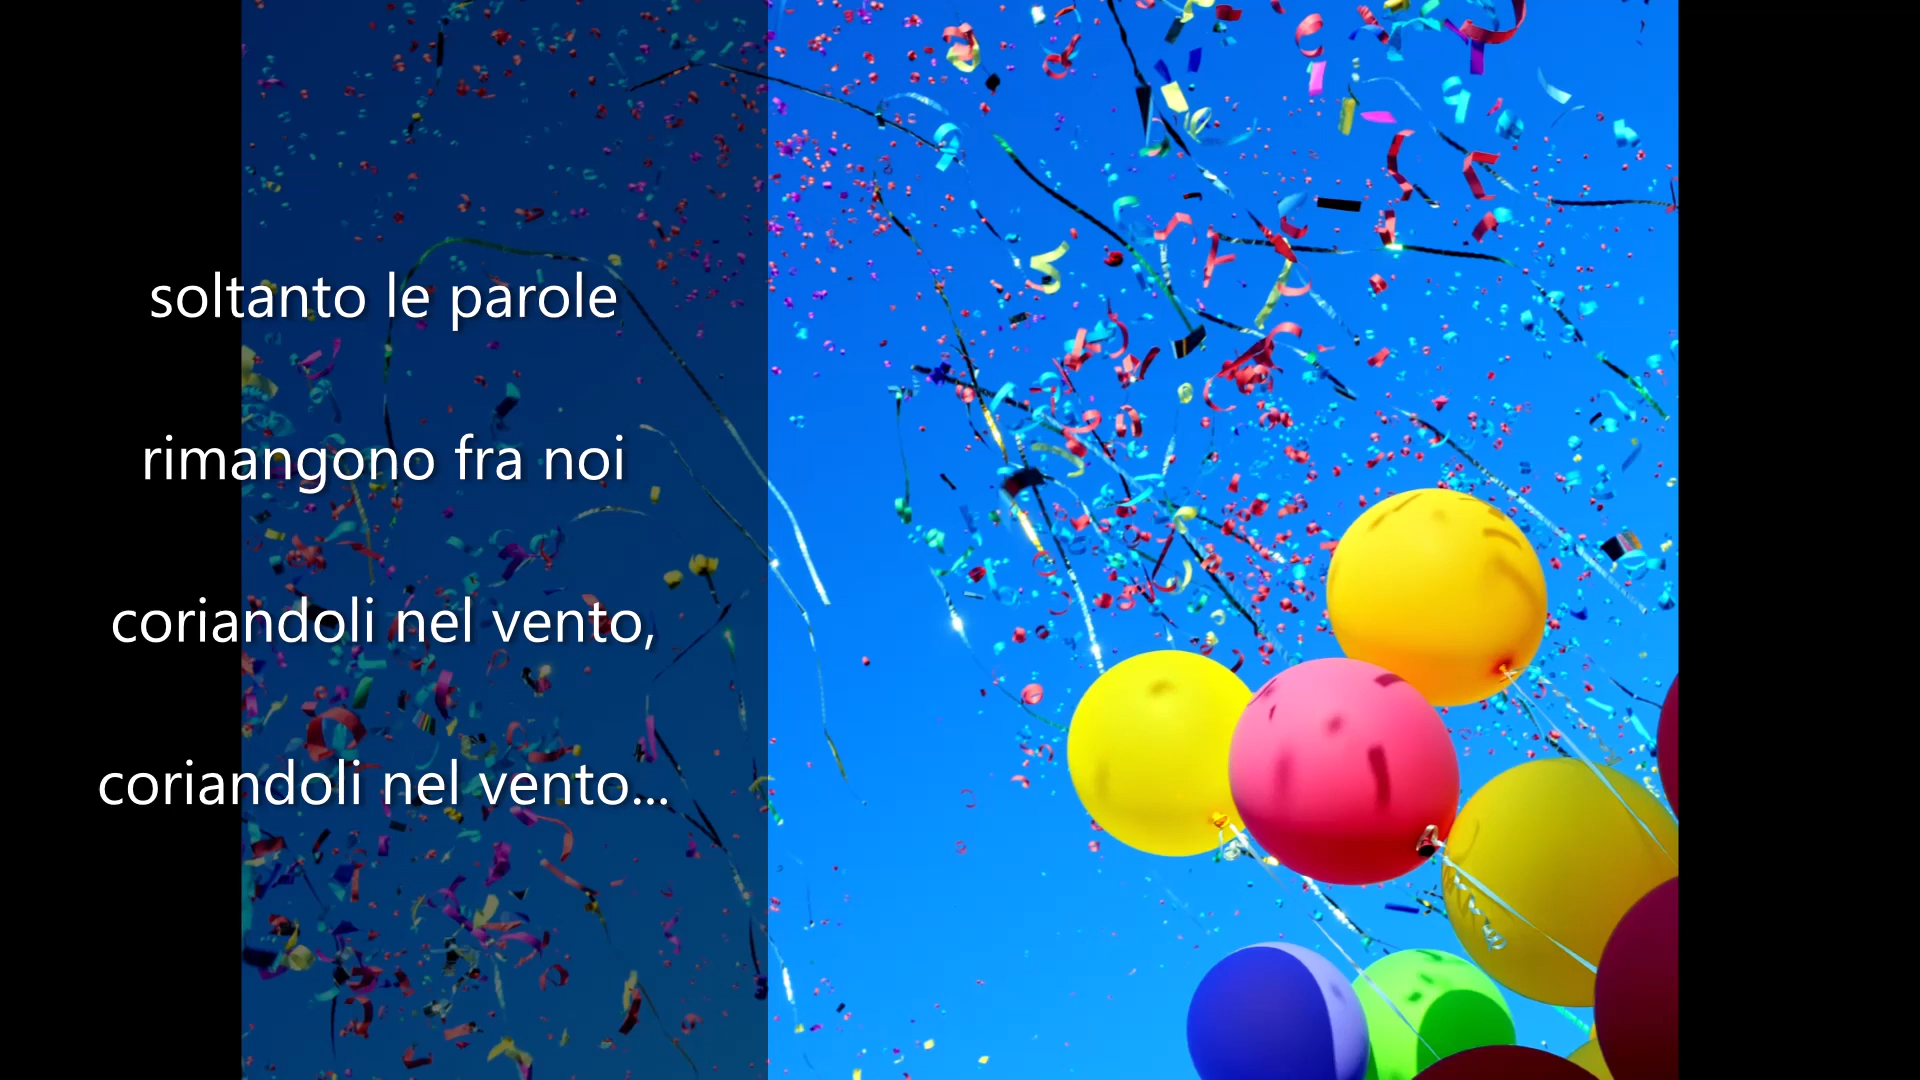 soltanto le parole
rimangono fra noi
coriandoli nel vento,
coriandoli nel vento...